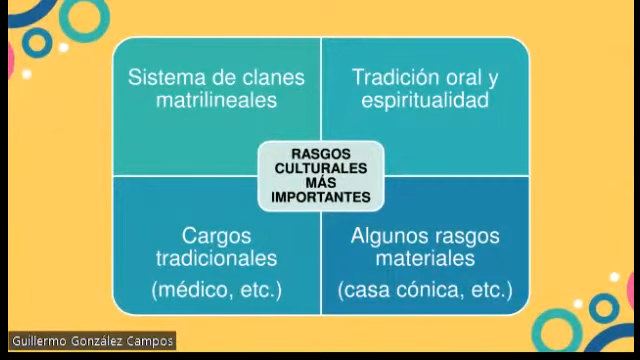 Sistema de clanes
matrilineales
Tradición oral y
espiritualidad
RASGOS
CULTURALES
MÁS
IMPORTANTES
Cargos
tradicionales
(médico, etc.)
Algunos rasgos
materiales
(casa cónica, etc.)
Guillermo González Campos